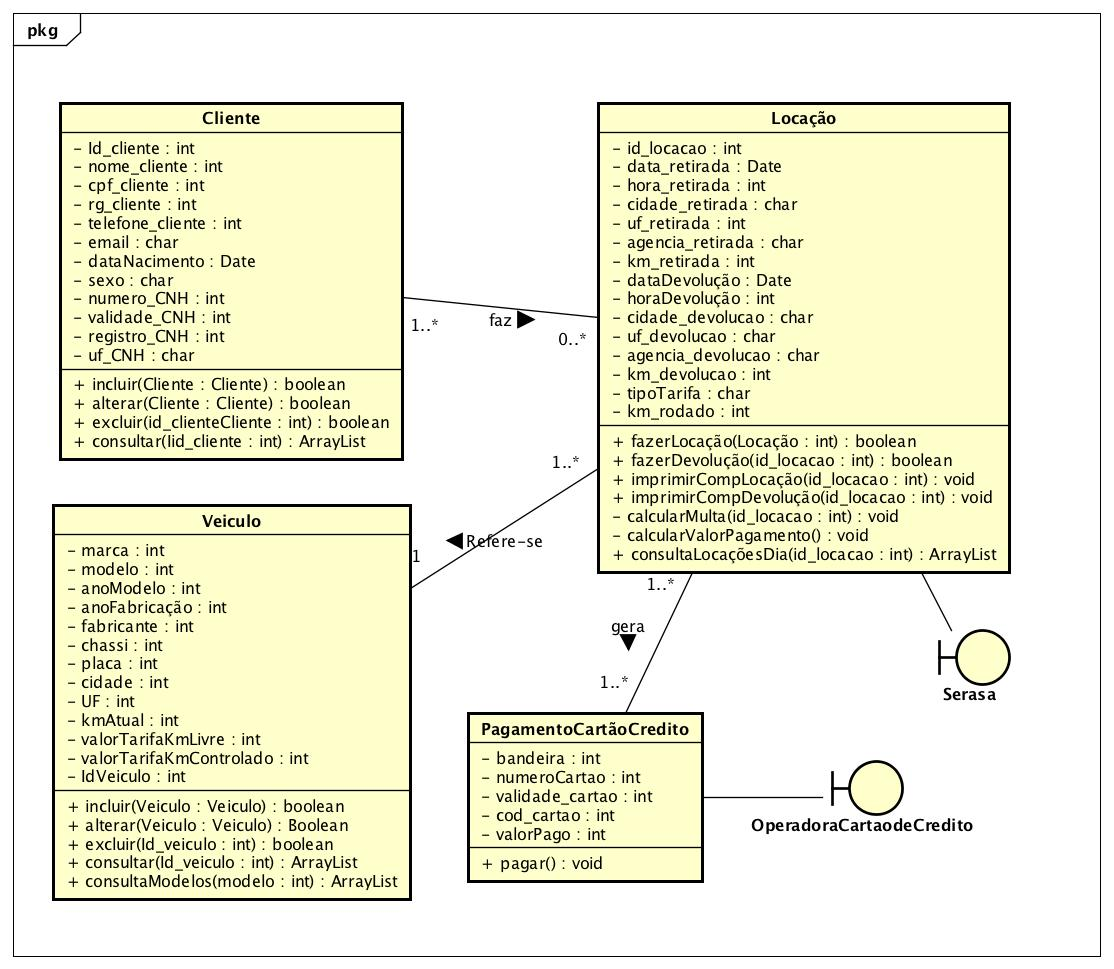 pkg
Cliente
- Id_cliente : int
- nome_cliente : int
- cpf_cliente : int
- rg_cliente : int
- telefone_cliente : int
- email : char
- dataNacimento : Date
- sexo : char
- numero_CNH : int
- validade_CNH : int
- registro_CNH : int
- uf_CNH : char
+ incluir(Cliente : Cliente) : boolean
+ alterar(Cliente : Cliente) : boolean
+ excluir(id_clienteCliente : int) : boolean
+ consultar(Iid_cliente : int) : ArrayList
1..*
faz
0..*
Locação
- id_locacao : int
- data_retirada : Date
- hora_retirada : int
- cidade_retirada : char
- uf_retirada : int
- agencia_retirada : char
- km_retirada : int
- dataDevolução : Date
- horaDevolução : int
- cidade_devolucao : char
- uf_devolucao : char
- agencia_devolucao : char
- km_devolucao : int
- tipoTarifa : char
- km_rodado : int
+ fazerLocação(Locação : int) : boolean
+ fazerDevolução(id_locacao : int) : boolean
+ imprimirCompLocação(id_locacao : int) : void
+ imprimirCompDevolução(id_locacao : int) : void
- calcularMulta(id_locacao : int) : void
- calcularValorPagamento() : void
+ consultaLocaçõesDia(id_locacao : int) : ArrayList
1..*
Refere-se
1
Veiculo
- marca : int
- modelo : int
- anoModelo : int
- anoFabricação : int
- fabricante : int
- chassi : int
- placa : int
- cidade : int
- UF : int
- kmAtual : int
- valorTarifaKmLivre : int
- valorTarifaKmControlado : int
- IdVeiculo : int
+ incluir(Veiculo : Veiculo) : boolean
+ alterar(Veiculo : Veiculo) : Boolean
+ excluir(Id_veiculo : int) : boolean
+ consultar(Id_veiculo : int) : ArrayList
+ consultaModelos(modelo : int) : ArrayList
1..*
gera
1..*
Serasa
PagamentoCartãoCredito
- bandeira : int
- numeroCartao : int
- validade_cartao : int
- cod_cartao : int
- valorPago : int
+ pagar() : void
OperadoraCartaodeCredito